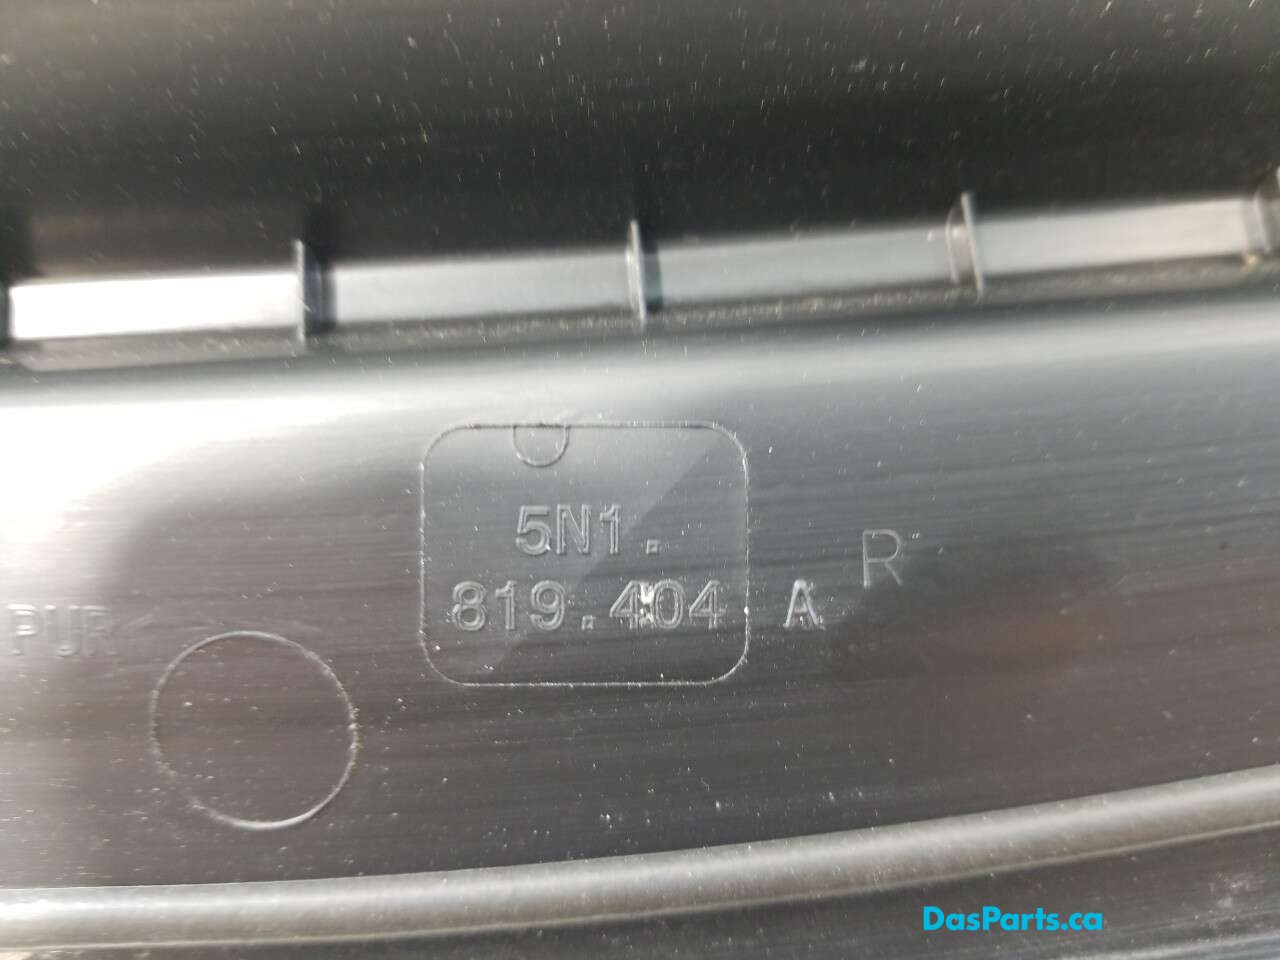 5N1.
819.404 A
R
PUR<
DasParts.ca